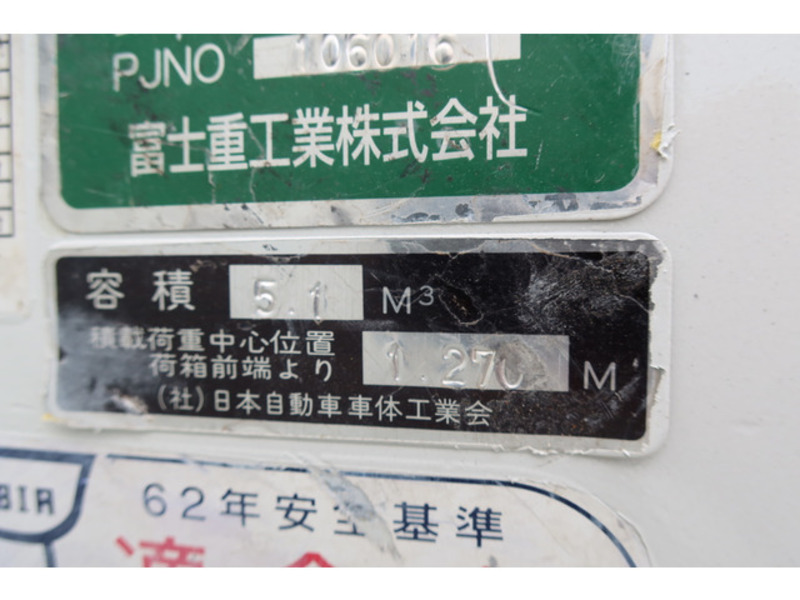 PJNO 106016
富士重工業株式会社
容積 5.1 M³
積載荷重中心位置
荷箱前端より 1.270 M
(社)日本自動車車体工業会
62年安全基準